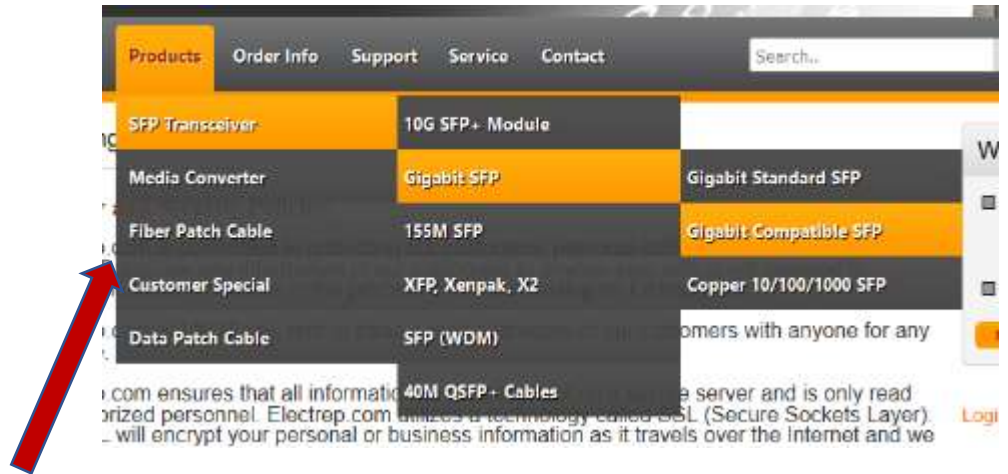 Products Order Info Support Service Contact Search..
SFP Transceiver 10G SFP+ Module
Media Converter Gigabit SFP Gigabit Standard SFP
Fiber Patch Cable 155M SFP Gigabit Compatible SFP
Customer Special XFP, Xenpak, X2 Copper 10/100/1000 SFP
Data Patch Cable SFP (WDM)
omers with anyone for any
40M QSFP+ Cables
.com ensures that all informatio e server and is only read
orized personnel. Electrep.com utilizes a technology called SSL (Secure Sockets Layer).
will encrypt your personal or business information as it travels over the Internet and we
Logi